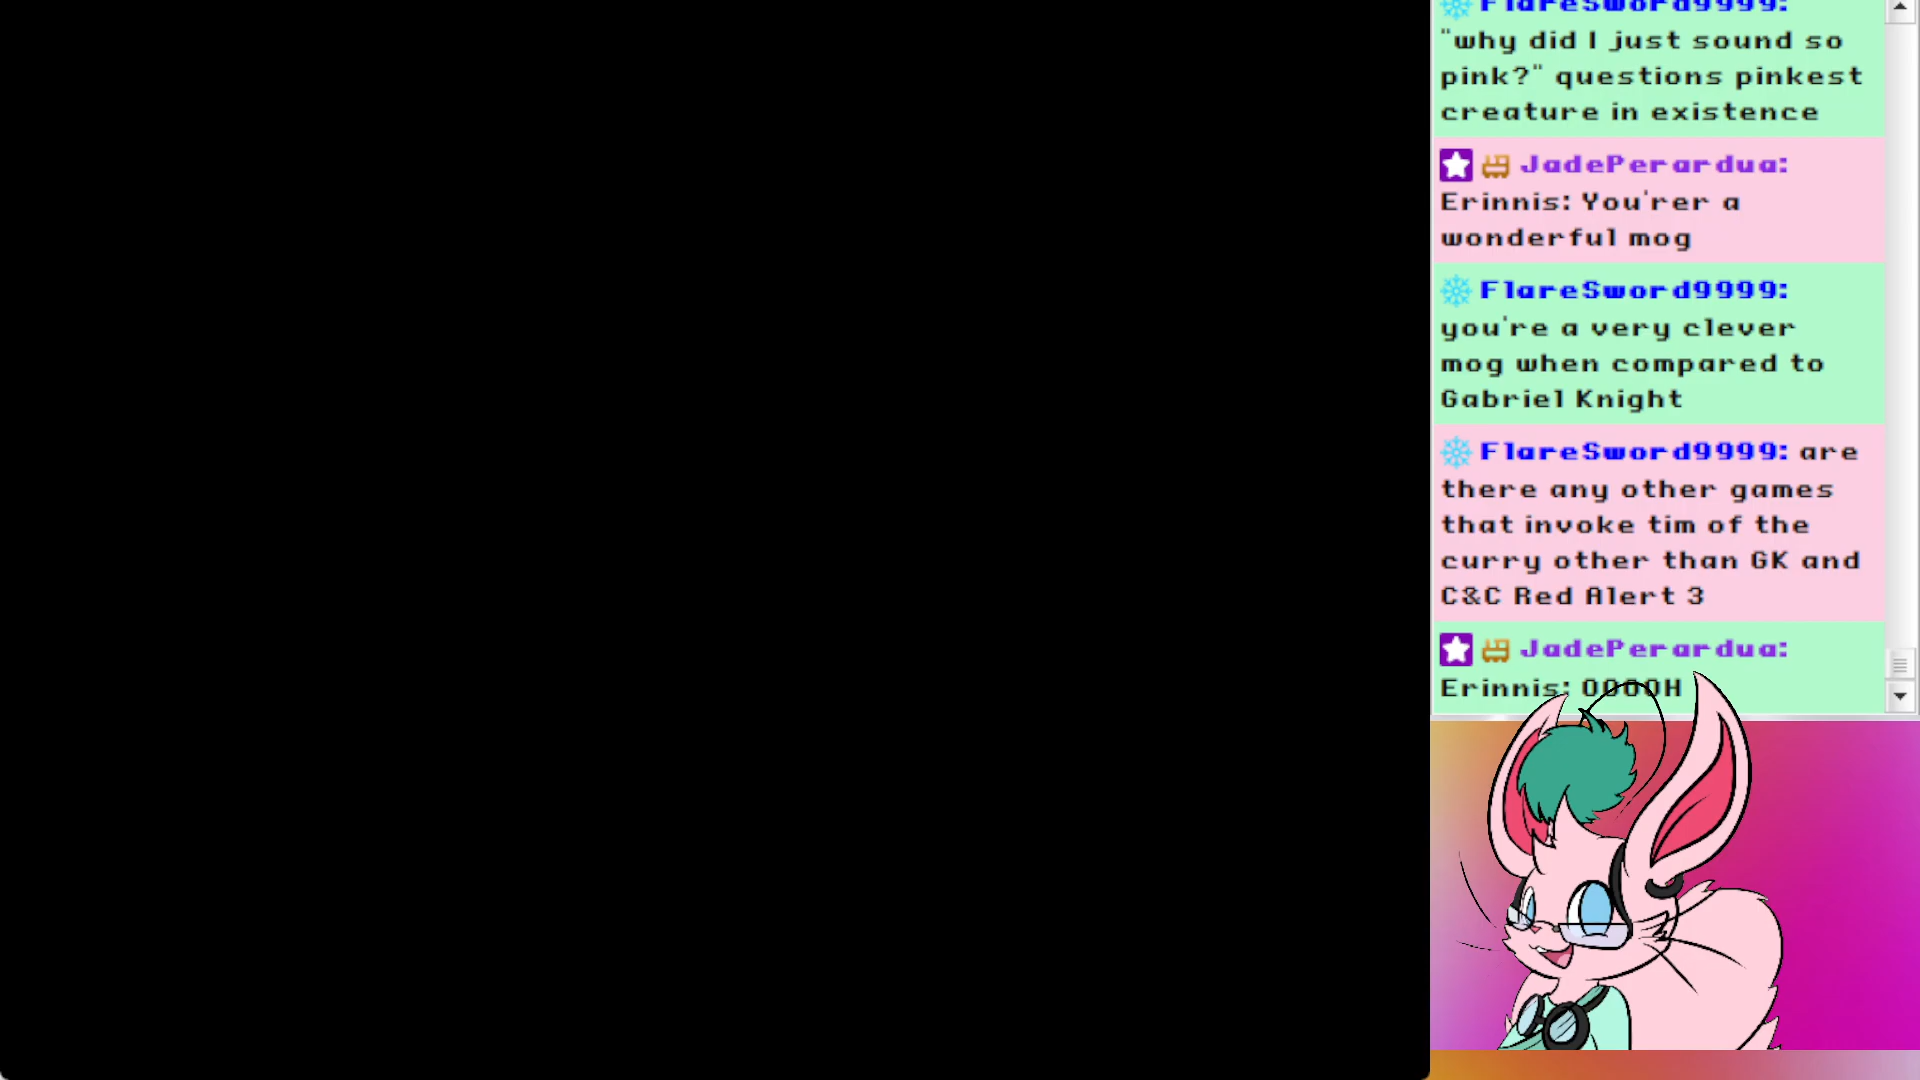 FlareSword9999:
"why did I just sound so
pink?" questions pinkest
creature in existence
JadePerardua:
Erinnis: You'rer a
wonderful mog
FlareSword9999:
you're a very clever
mog when compared to
Gabriel Knight
FlareSword9999: are
there any other games
that invoke tim of the
curry other than GK and
C&C Red Alert 3
JadePerardua:
Erinnis: OOOOH